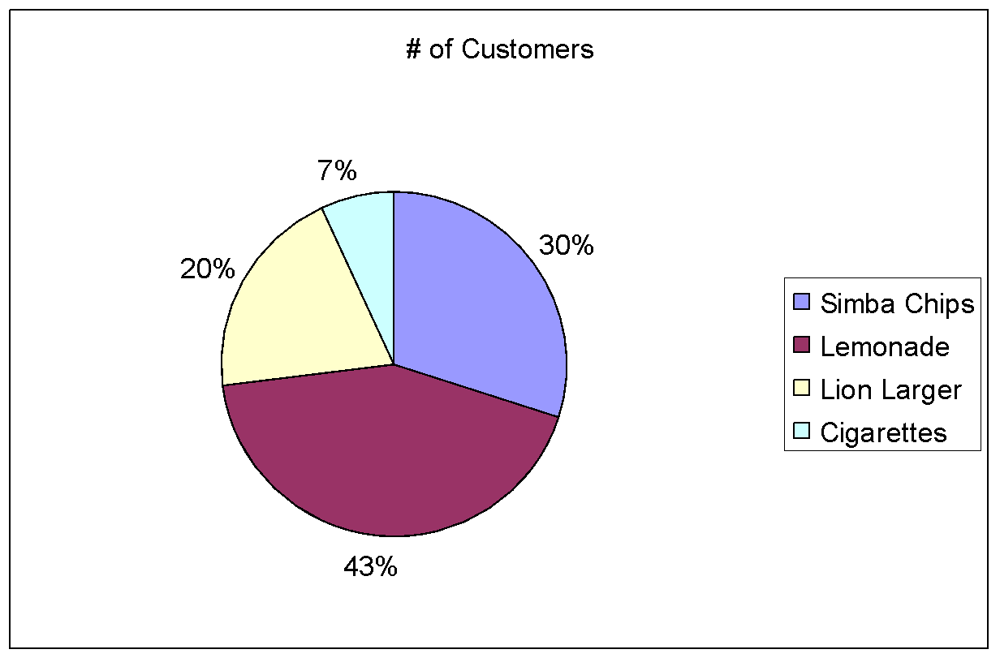 # of Customers
7%
30%
20%
43%
Simba Chips
Lemonade
Lion Larger
Cigarettes